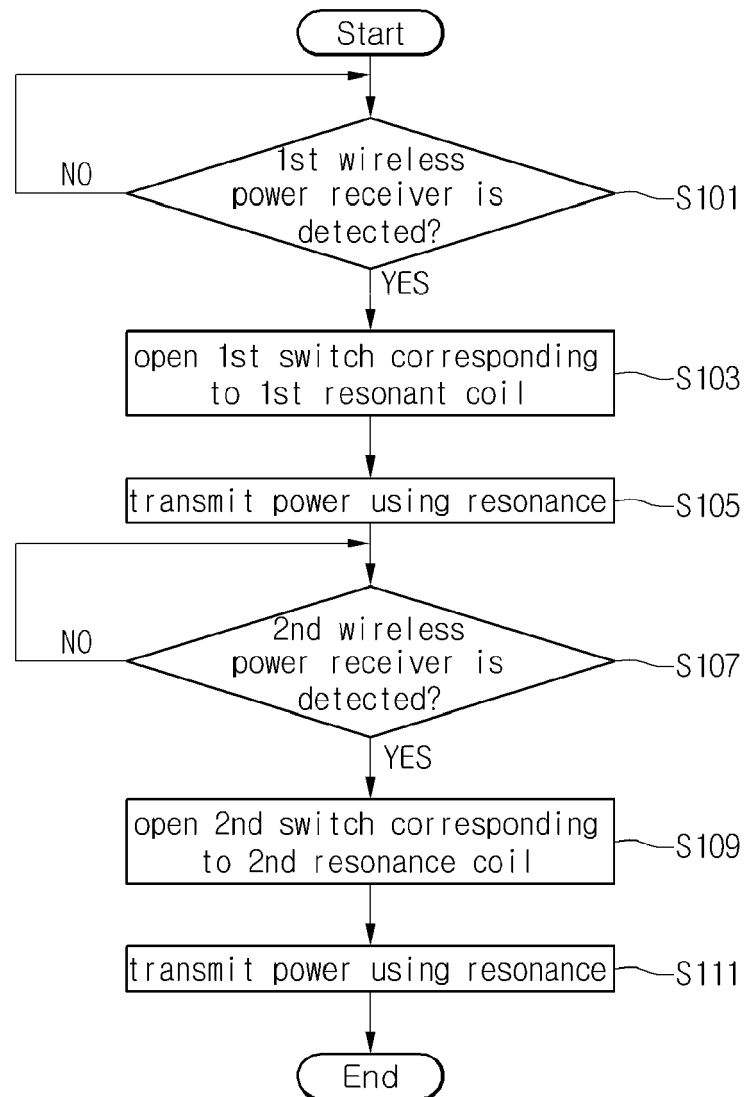 Start
1st wireless
power receiver is
detected?
NO
S101
YES
open 1st switch corresponding
to 1st resonant coil
S103
transmit power using resonance
S105
2nd wireless
power receiver is
detected?
NO
S107
YES
open 2nd switch corresponding
to 2nd resonance coil
S109
transmit power using resonance
S111
End